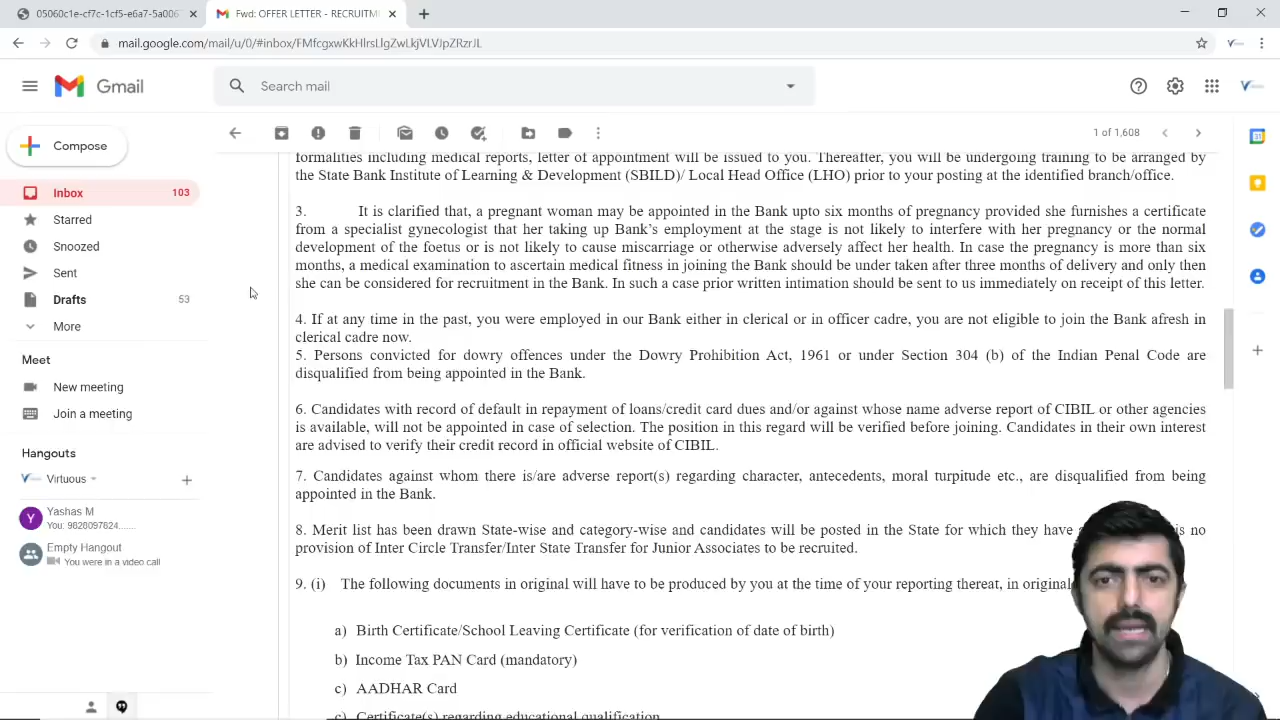 05060c1e-cf7c-1cf5-e6a7-5a006
Fwd: OFFER LETTER - RECRUITM
mail.google.com/mail/u/0/#inbox/FMfcgxwKkHlrsLlgZwLkjVLVJpZRzrJL
Gmail
Search mail
Compose
1 of 1,608
Inbox 103
Starred
Snoozed
Sent
Drafts 53
More
Meet
New meeting
Join a meeting
Hangouts
Virtuous
Yashas M
You: 9828097824.......
Empty Hangout
You were in a video call
formalities including medical reports, letter of appointment will be issued to you. Thereafter, you will be undergoing training to be arranged by
the State Bank Institute of Learning & Development (SBILD)/ Local Head Office (LHO) prior to your posting at the identified branch/office.
3. It is clarified that, a pregnant woman may be appointed in the Bank upto six months of pregnancy provided she furnishes a certificate
from a specialist gynecologist that her taking up Bank's employment at the stage is not likely to interfere with her pregnancy or the normal
development of the foetus or is not likely to cause miscarriage or otherwise adversely affect her health. In case the pregnancy is more than six
months, a medical examination to ascertain medical fitness in joining the Bank should be under taken after three months of delivery and only then
she can be considered for recruitment in the Bank. In such a case prior written intimation should be sent to us immediately on receipt of this letter.
4. If at any time in the past, you were employed in our Bank either in clerical or in officer cadre, you are not eligible to join the Bank afresh in
clerical cadre now.
5. Persons convicted for dowry offences under the Dowry Prohibition Act, 1961 or under Section 304 (b) of the Indian Penal Code are
disqualified from being appointed in the Bank.
6. Candidates with record of default in repayment of loans/credit card dues and/or against whose name adverse report of CIBIL or other agencies
is available, will not be appointed in case of selection. The position in this regard will be verified before joining. Candidates in their own interest
are advised to verify their credit record in official website of CIBIL.
7. Candidates against whom there is/are adverse report(s) regarding character, antecedents, moral turpitude etc., are disqualified from being
appointed in the Bank.
8. Merit list has been drawn State-wise and category-wise and candidates will be posted in the State for which they have is no
provision of Inter Circle Transfer/Inter State Transfer for Junior Associates to be recruited.
9. (i) The following documents in original will have to be produced by you at the time of your reporting thereat, in original
a) Birth Certificate/School Leaving Certificate (for verification of date of birth)
b) Income Tax PAN Card (mandatory)
c) AADHAR Card
c) Certificate(s) regarding educational qualification